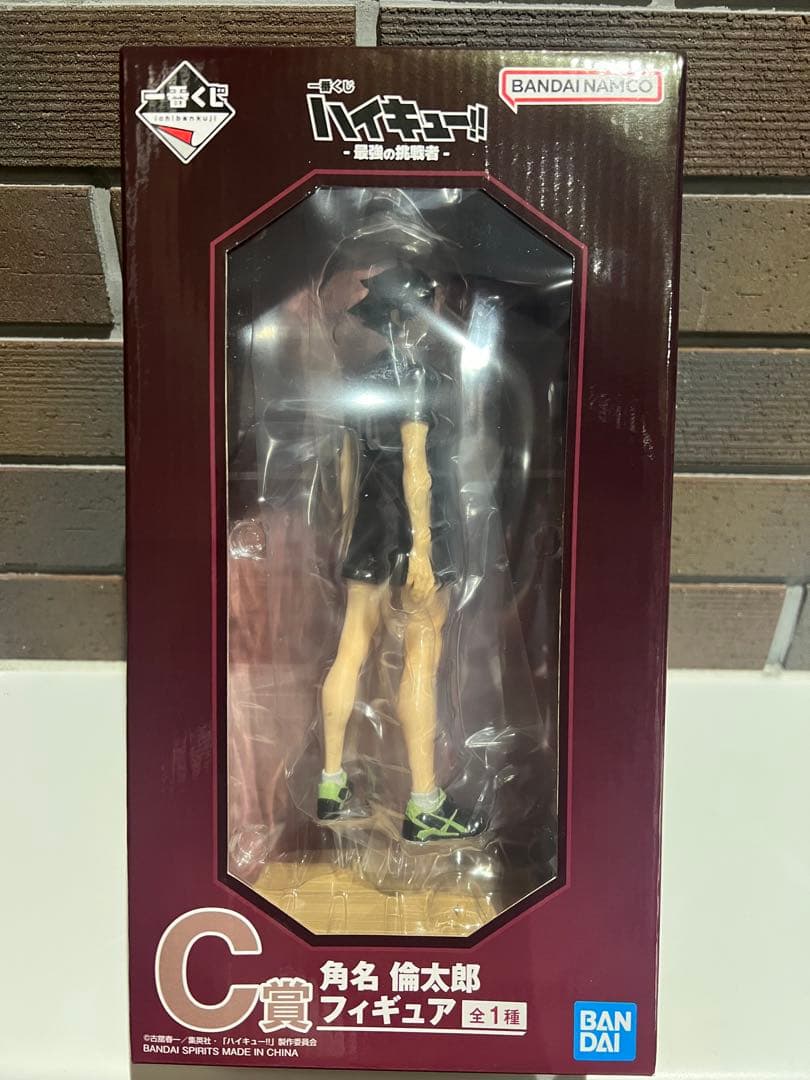 一番くじ
ichibankuji
一番くじ
ハイキュー!!
- 最強の挑戦者 -
BANDAI NAMCO
C賞
角名 倫太郎
フィギュア 全1種
©古舘春一/集英社・「ハイキュー!!」製作委員会
BANDAI SPIRITS MADE IN CHINA
BAN
DAI